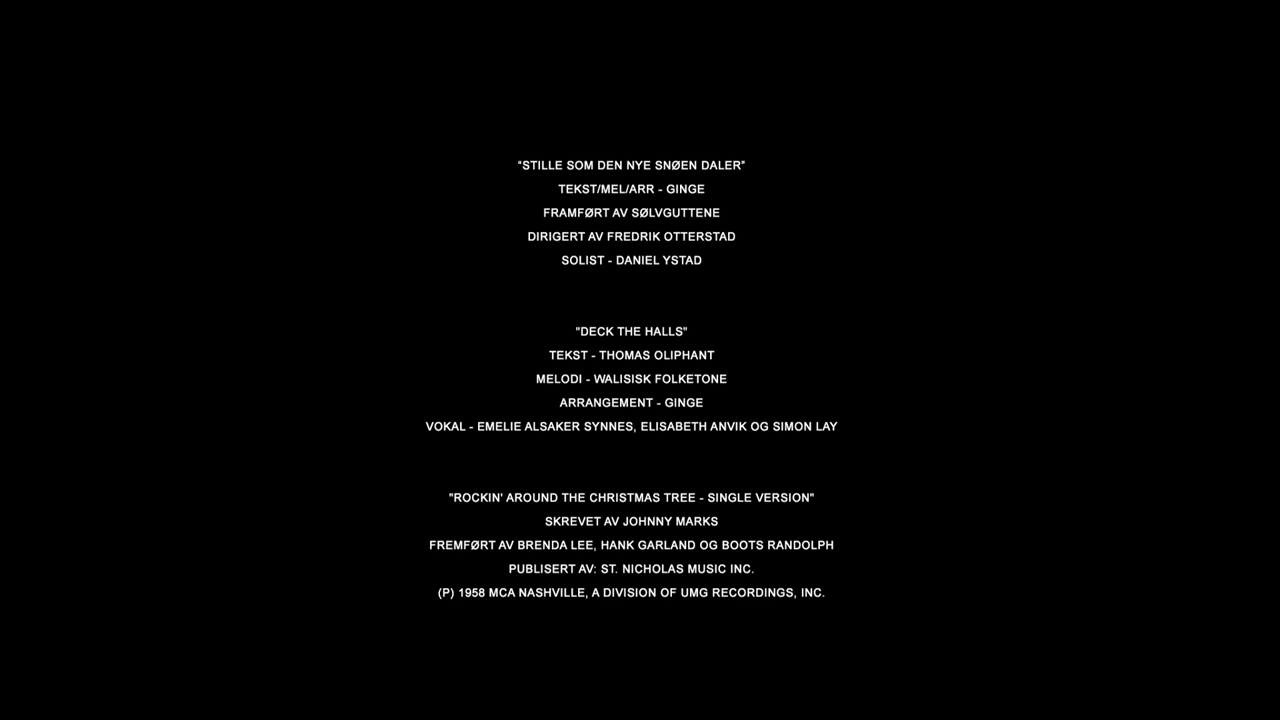 "STILLE SOM DEN NYE SNØEN DALER"
TEKST/MEL/ARR - GINGE
FRAMFØRT AV SØLVGUTTENE
DIRIGERT AV FREDRIK OTTERSTAD
SOLIST - DANIEL YSTAD
"DECK THE HALLS"
TEKST - THOMAS OLIPHANT
MELODI - WALISISK FOLKETONE
ARRANGEMENT - GINGE
VOKAL - EMELIE ALSAKER SYNNES, ELISABETH ANVIK OG SIMON LAY
"ROCKIN' AROUND THE CHRISTMAS TREE - SINGLE VERSION"
SKREVET AV JOHNNY MARKS
FREMFØRT AV BRENDA LEE, HANK GARLAND OG BOOTS RANDOLPH
PUBLISERT AV: ST. NICHOLAS MUSIC INC.
(P) 1958 MCA NASHVILLE, A DIVISION OF UMG RECORDINGS, INC.